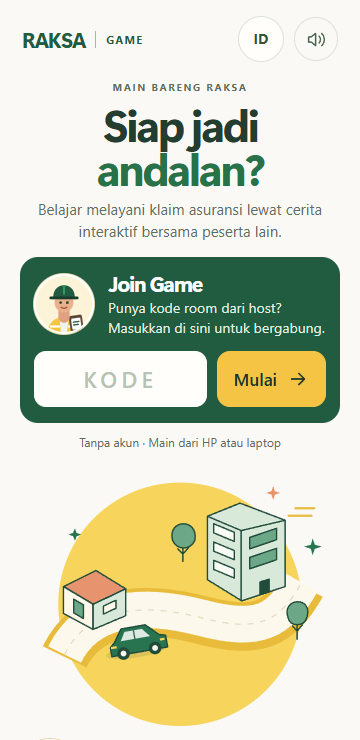 RAKSA GAME ID
MAIN BARENG RAKSA
Siap jadi
andalan?
Belajar melayani klaim asuransi lewat cerita
interaktif bersama peserta lain.
Join Game
Punya kode room dari host?
Masukkan di sini untuk bergabung.
KODE Mulai →
Tanpa akun · Main dari HP atau laptop